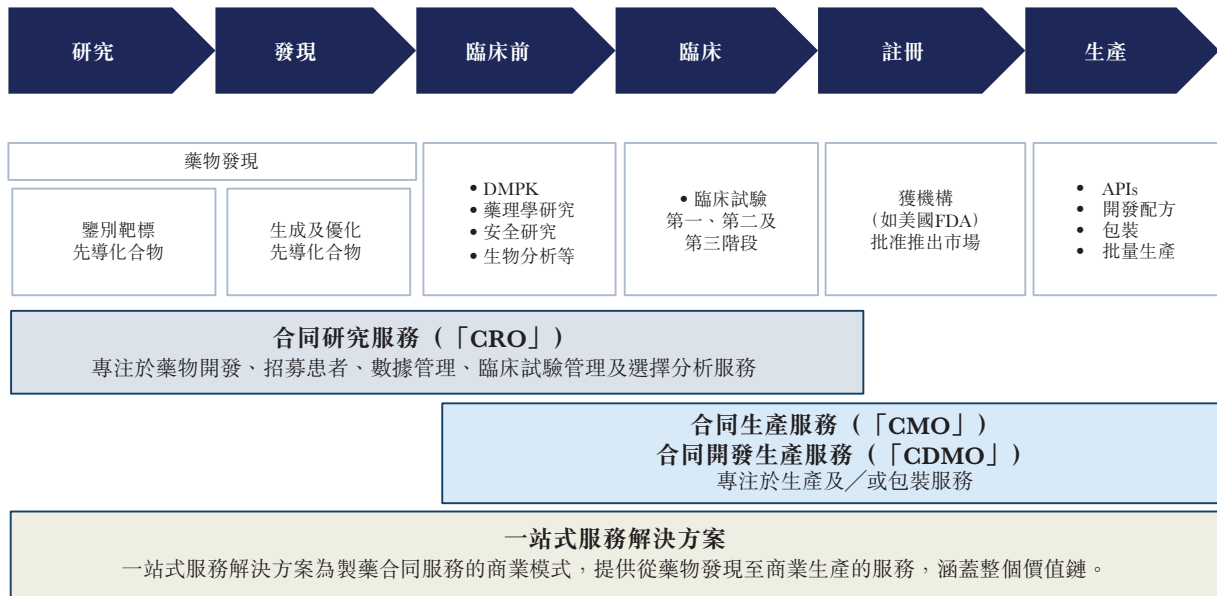 研究
發現
臨床前
臨床
註冊
生產
藥物發現
鑒別靶標
先導化合物
生成及優化
先導化合物
• DMPK
• 藥理學研究
• 安全研究
• 生物分析等
• 臨床試驗
第一、第二及
第三階段
獲機構
(如美國FDA)
批准推出市場
• APIs
• 開發配方
• 包裝
• 批量生產
合同研究服務（「CRO」）
專注於藥物開發、招募患者、數據管理、臨床試驗管理及選擇分析服務
合同生產服務（「CMO」）
合同開發生產服務（「CDMO」）
專注於生產及／或包裝服務
一站式服務解決方案
一站式服務解決方案為製藥合同服務的商業模式，提供從藥物發現至商業生產的服務，涵蓋整個價值鏈。